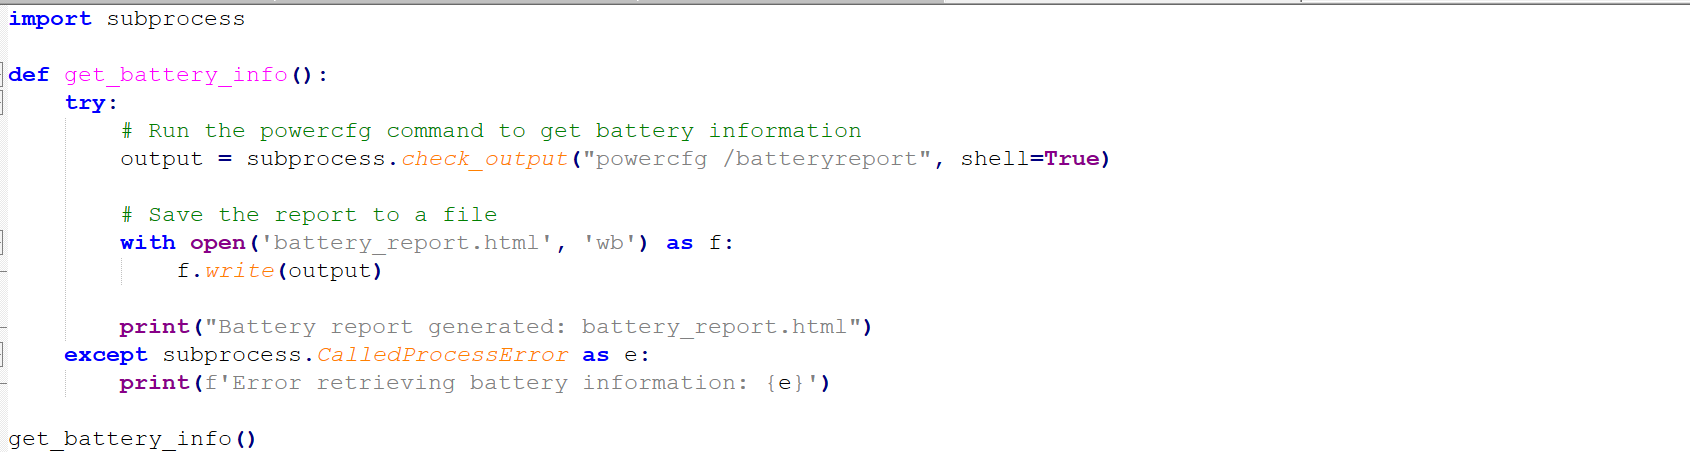 import subprocess
def get_battery_info():
    try:
        # Run the powercfg command to get battery information
        output = subprocess.check_output("powercfg /batteryreport", shell=True)
        # Save the report to a file
        with open('battery_report.html', 'wb') as f:
            f.write(output)
        print("Battery report generated: battery_report.html")
    except subprocess.CalledProcessError as e:
        print(f'Error retrieving battery information: {e}')
get_battery_info()